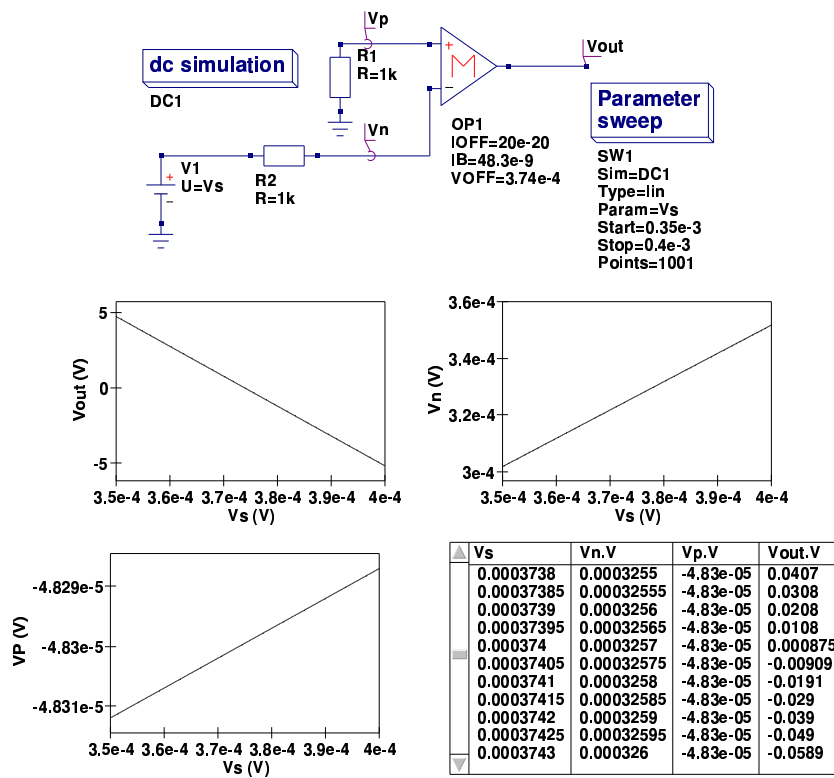 dc simulation
DC1
Vp
R1
R=1k
+
M
−
Vout
OP1
IOFF=20e-20
IB=48.3e-9
VOFF=3.74e-4
Parameter
sweep
SW1
Sim=DC1
Type=lin
Param=Vs
Start=0.35e-3
Stop=0.4e-3
Points=1001
Vn
V1
U=Vs
+
−
R2
R=1k
5
0
-5
Vout (V)
3.5e-4 3.6e-4 3.7e-4 3.8e-4 3.9e-4 4e-4
Vs (V)
3.6e-4
3.4e-4
3.2e-4
3e-4
Vn (V)
3.5e-4 3.6e-4 3.7e-4 3.8e-4 3.9e-4 4e-4
Vs (V)
-4.829e-5
-4.83e-5
-4.831e-5
VP (V)
3.5e-4 3.6e-4 3.7e-4 3.8e-4 3.9e-4 4e-4
Vs (V)
Vs Vn.V Vp.V Vout.V
0.0003738 0.0003255 -4.83e-05 0.0407
0.00037385 0.00032555 -4.83e-05 0.0308
0.0003739 0.0003256 -4.83e-05 0.0208
0.00037395 0.00032565 -4.83e-05 0.0108
0.000374 0.0003257 -4.83e-05 0.000875
0.00037405 0.00032575 -4.83e-05 -0.00909
0.0003741 0.0003258 -4.83e-05 -0.0191
0.00037415 0.00032585 -4.83e-05 -0.029
0.0003742 0.0003259 -4.83e-05 -0.039
0.00037425 0.00032595 -4.83e-05 -0.049
0.0003743 0.000326 -4.83e-05 -0.0589